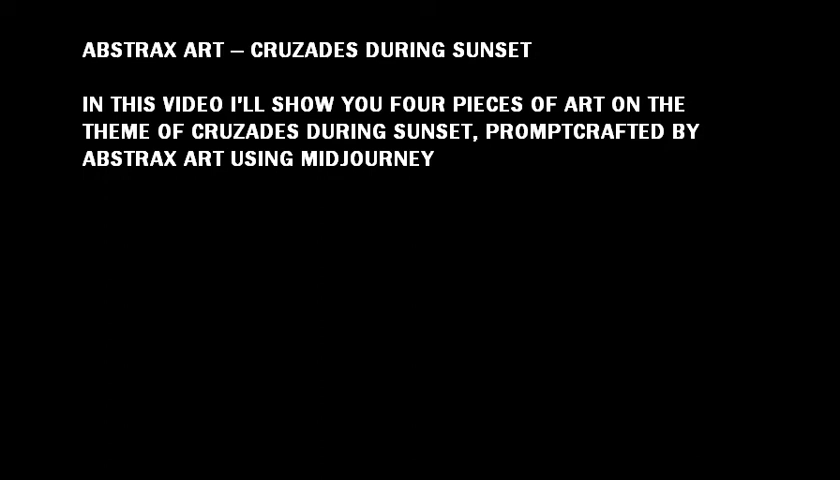 ABSTRAX ART – CRUZADES DURING SUNSET
IN THIS VIDEO I'LL SHOW YOU FOUR PIECES OF ART ON THE
THEME OF CRUZADES DURING SUNSET, PROMPTCRAFTED BY
ABSTRAX ART USING MIDJOURNEY